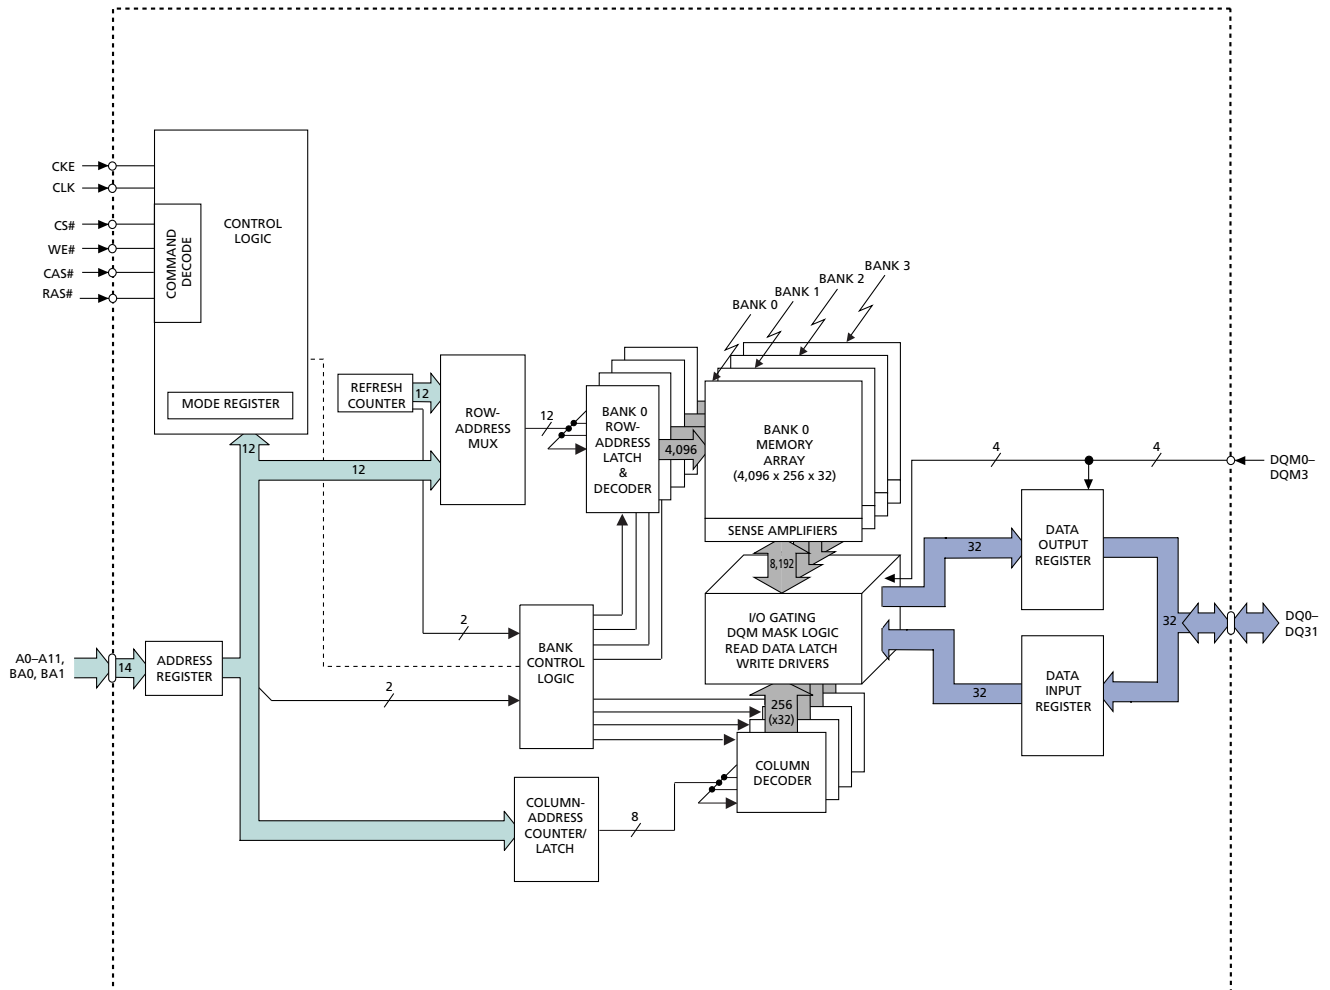 CKE
CLK
CS#
WE#
CAS#
RAS#
COMMAND
DECODE
CONTROL
LOGIC
MODE REGISTER
12
12
REFRESH
COUNTER
12
ROW-
ADDRESS
MUX
12
BANK 0
ROW-
ADDRESS
LATCH
&
DECODER
4,096
BANK 0
BANK 1
BANK 2
BANK 3
BANK 0
MEMORY
ARRAY
(4,096 x 256 x 32)
SENSE AMPLIFIERS
8,192
I/O GATING
DQM MASK LOGIC
READ DATA LATCH
WRITE DRIVERS
256
(x32)
COLUMN
DECODER
4
4
DQM0–
DQM3
32
DATA
OUTPUT
REGISTER
32
DQ0–
DQ31
32
DATA
INPUT
REGISTER
A0–A11,
BA0, BA1
14
ADDRESS
REGISTER
2
2
BANK
CONTROL
LOGIC
COLUMN-
ADDRESS
COUNTER/
LATCH
8